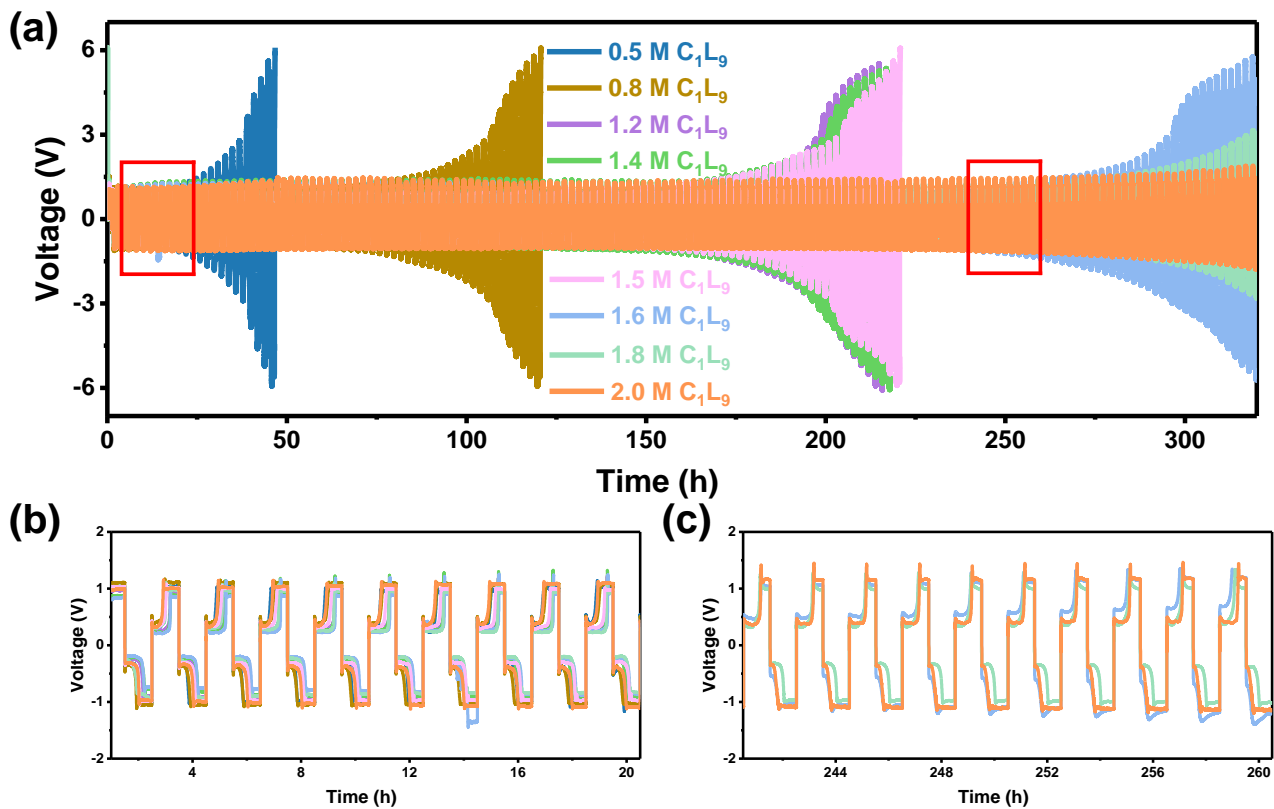 (a)
6
3
0
-3
-6
Voltage (V)
0.5 M C₁L₉
0.8 M C₁L₉
1.2 M C₁L₉
1.4 M C₁L₉
1.5 M C₁L₉
1.6 M C₁L₉
1.8 M C₁L₉
2.0 M C₁L₉
0 50 100 150 200 250 300
Time (h)
(b)
2
1
0
-1
-2
Voltage (V)
4 8 12 16 20
Time (h)
(c)
2
1
0
-1
-2
Voltage (V)
244 248 252 256 260
Time (h)